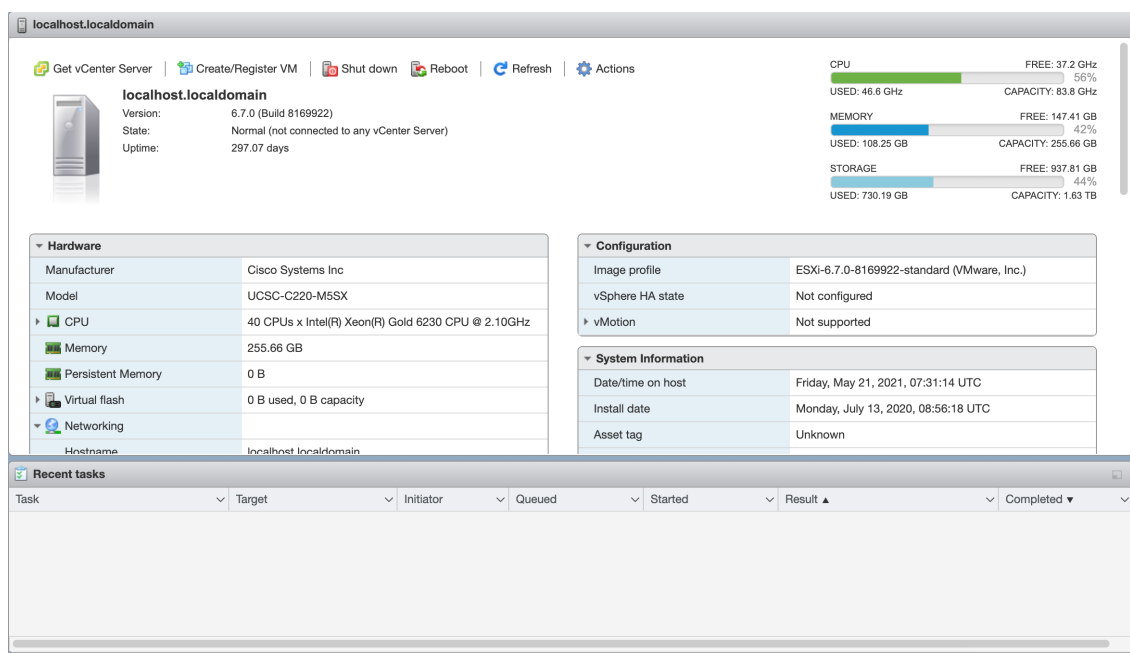 localhost.localdomain
Get vCenter Server Create/Register VM Shut down Reboot Refresh Actions
localhost.localdomain
Version: 6.7.0 (Build 8169922)
State: Normal (not connected to any vCenter Server)
Uptime: 297.07 days
CPU FREE: 37.2 GHz
56%
USED: 46.6 GHz CAPACITY: 83.8 GHz
MEMORY FREE: 147.41 GB
42%
USED: 108.25 GB CAPACITY: 255.66 GB
STORAGE FREE: 937.81 GB
44%
USED: 730.19 GB CAPACITY: 1.63 TB
Hardware
Manufacturer Cisco Systems Inc
Model UCSC-C220-M5SX
CPU 40 CPUs x Intel(R) Xeon(R) Gold 6230 CPU @ 2.10GHz
Memory 255.66 GB
Persistent Memory 0 B
Virtual flash 0 B used, 0 B capacity
Networking
Hostname localhost.localdomain
Configuration
Image profile ESXi-6.7.0-8169922-standard (VMware, Inc.)
vSphere HA state Not configured
vMotion Not supported
System Information
Date/time on host Friday, May 21, 2021, 07:31:14 UTC
Install date Monday, July 13, 2020, 08:56:18 UTC
Asset tag Unknown
Recent tasks
Task Target Initiator Queued Started Result ▲ Completed ▼